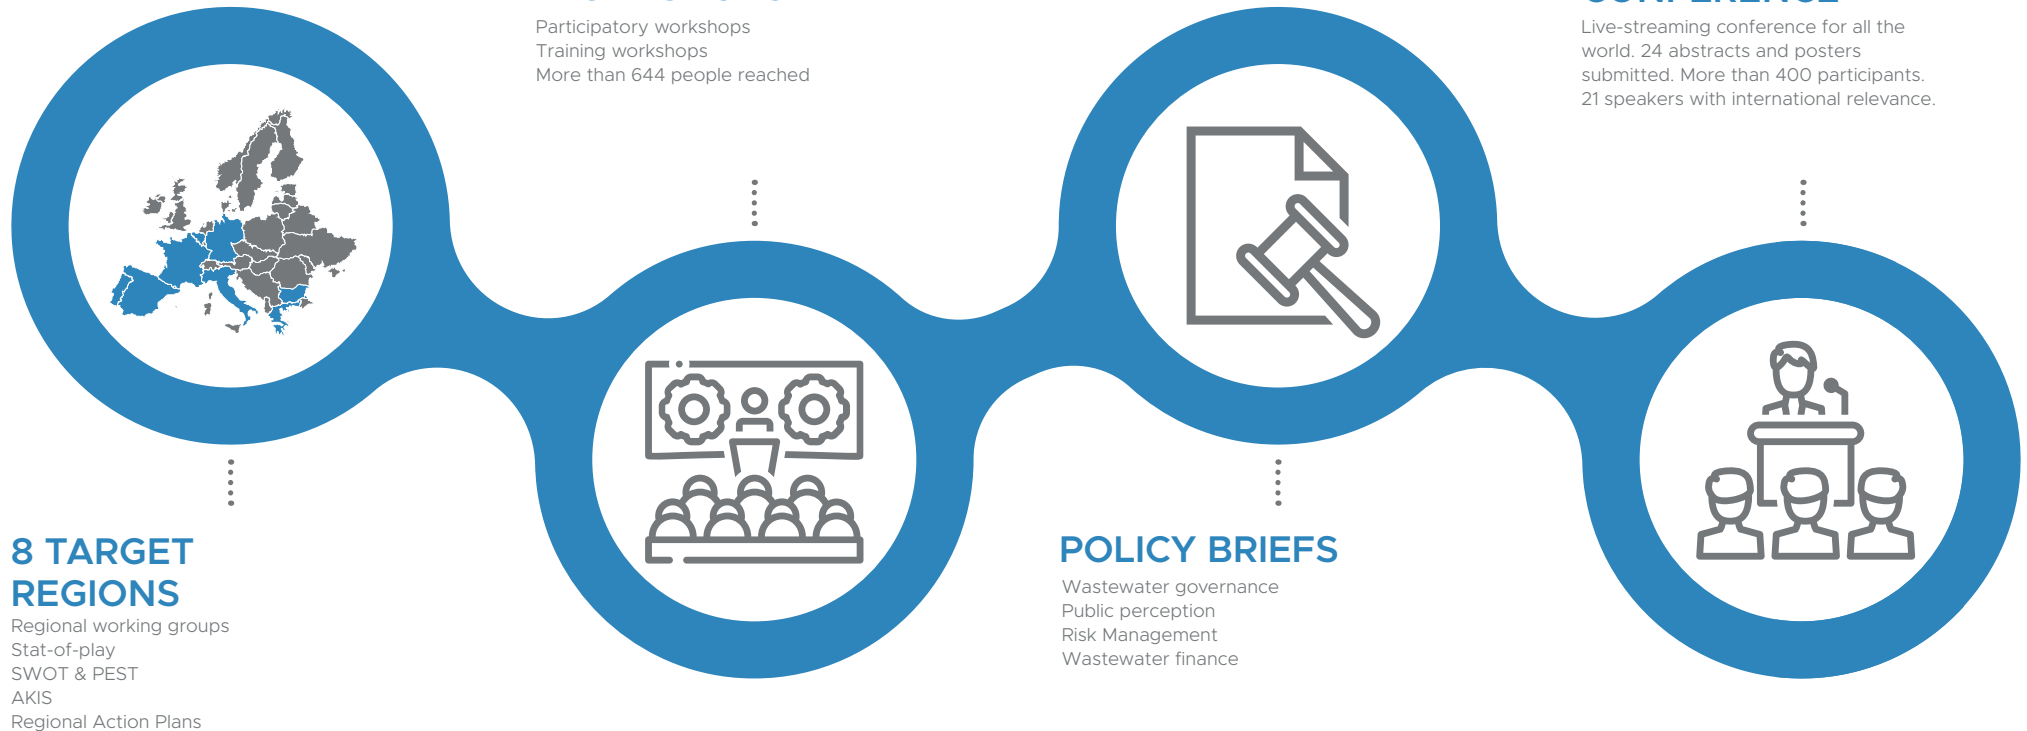 Participatory workshops
Training workshops
More than 644 people reached
CONFERENCE
Live-streaming conference for all the
world. 24 abstracts and posters
submitted. More than 400 participants.
21 speakers with international relevance.
8 TARGET
REGIONS
Regional working groups
Stat-of-play
SWOT & PEST
AKIS
Regional Action Plans
POLICY BRIEFS
Wastewater governance
Public perception
Risk Management
Wastewater finance